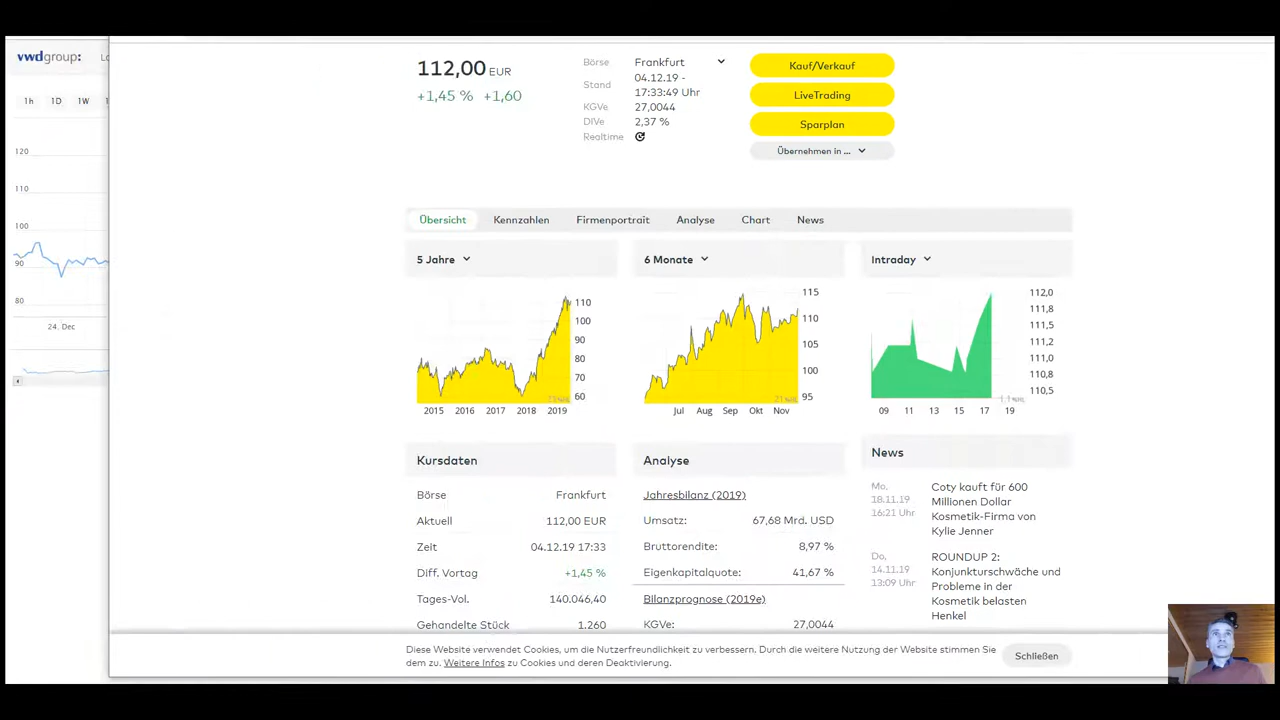 vwdgroup:
1h 1D 1W
120
110
100
90
80
24. Dec
112,00 EUR
+1,45 % +1,60
Börse Frankfurt
Stand 04.12.19 -
17:33:49 Uhr
KGVe 27,0044
DIVe 2,37 %
Realtime
Kauf/Verkauf
LiveTrading
Sparplan
Übernehmen in ...
Übersicht Kennzahlen Firmenportrait Analyse Chart News
5 Jahre
110
100
90
80
70
60
2015 2016 2017 2018 2019
6 Monate
115
110
105
100
95
Jul Aug Sep Okt Nov
Intraday
112,0
111,8
111,5
111,2
111,0
110,8
110,5
09 11 13 15 17 19
Kursdaten
Börse Frankfurt
Aktuell 112,00 EUR
Zeit 04.12.19 17:33
Diff. Vortag +1,45 %
Tages-Vol. 140.046,40
Gehandelte Stück 1.260
Analyse
Jahresbilanz (2019)
Umsatz: 67,68 Mrd. USD
Bruttorendite: 8,97 %
Eigenkapitalquote: 41,67 %
Bilanzprognose (2019e)
KGVe: 27,0044
News
Mo,
18.11.19
16:21 Uhr
Coty kauft für 600
Millionen Dollar
Kosmetik-Firma von
Kylie Jenner
Do,
14.11.19
13:09 Uhr
ROUNDUP 2:
Konjunkturschwäche und
Probleme in der
Kosmetik belasten
Henkel
Diese Website verwendet Cookies, um die Nutzerfreundlichkeit zu verbessern. Durch die weitere Nutzung der Website stimmen Sie
dem zu. Weitere Infos zu Cookies und deren Deaktivierung.
Schließen